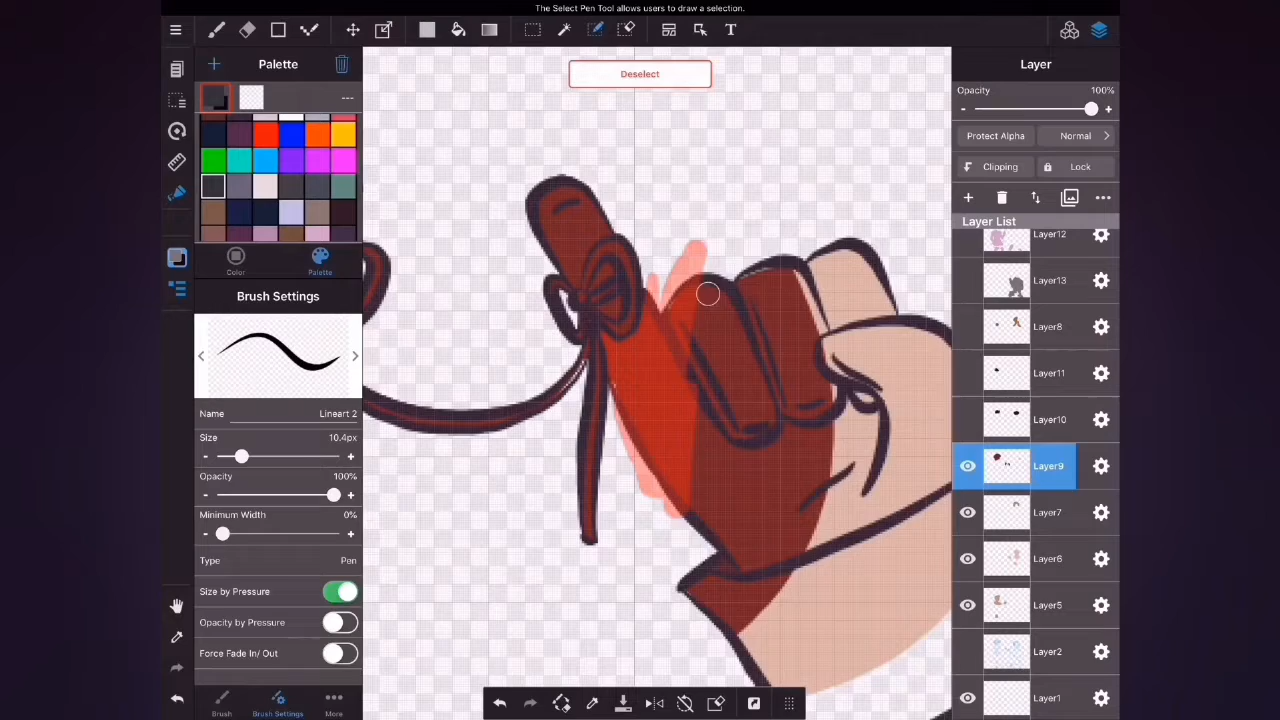 The Select Pen Tool allows users to draw a selection.
T
Palette
Deselect
Layer
Opacity 100%
- +
Protect Alpha Normal
Clipping Lock
Layer List
Layer12
Layer13
Layer8
Layer11
Layer10
Layer9
Layer7
Layer6
Layer5
Layer2
Layer1
Color Palette
Brush Settings
Name Lineart 2
Size 10.4px
- +
Opacity 100%
- +
Minimum Width 0%
- +
Type Pen
Size by Pressure
Opacity by Pressure
Force Fade In/ Out
Brush Brush Settings More